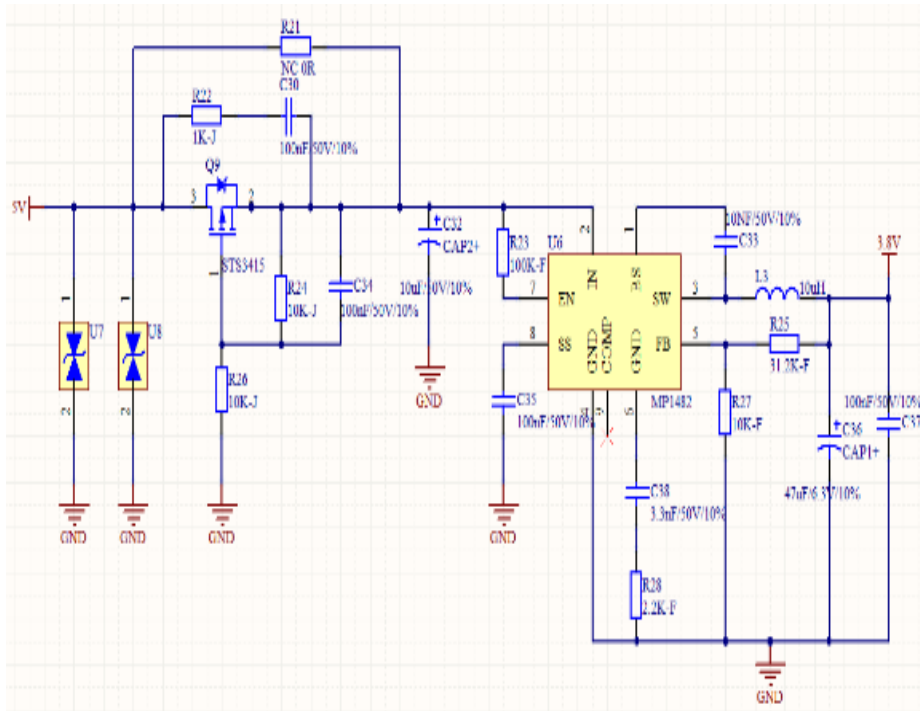 R21
NC 0R
C30
R22
1K-J
100nF/50V/10%
Q9
5V
3
2
STS3415
1
R24
10K-J
C34
100nF/50V/10%
C32
CAP2+
10uF/50V/10%
R23
100K-F
U6
2
1
10NF/50V/10%
C33
3.8V
7
EN
SW
3
L3
10uH
8
SS
GND
COMP
GND
FB
5
R25
31.2K-F
MP1482
1
U7
2
1
U8
2
R26
10K-J
GND
C35
100nF/50V/10%
R27
10K-F
100nF/50V/10%
C37
C36
CAP1+
47uF/6.3V/10%
C38
3.3nF/50V/10%
GND
GND
GND
GND
R28
2.2K-F
GND